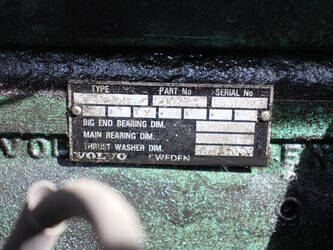 TYPE PART No SERIAL No
BIG END BEARING DIM.
MAIN BEARING DIM.
THRUST WASHER DIM.
VOLVO SWEDEN